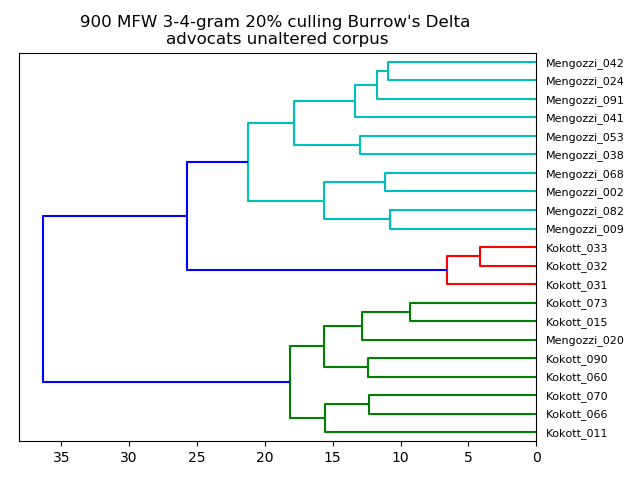 900 MFW 3-4-gram 20% culling Burrow's Delta
advocats unaltered corpus
Mengozzi_042
Mengozzi_024
Mengozzi_091
Mengozzi_041
Mengozzi_053
Mengozzi_038
Mengozzi_068
Mengozzi_002
Mengozzi_082
Mengozzi_009
Kokott_033
Kokott_032
Kokott_031
Kokott_073
Kokott_015
Mengozzi_020
Kokott_090
Kokott_060
Kokott_070
Kokott_066
Kokott_011
35 30 25 20 15 10 5 0